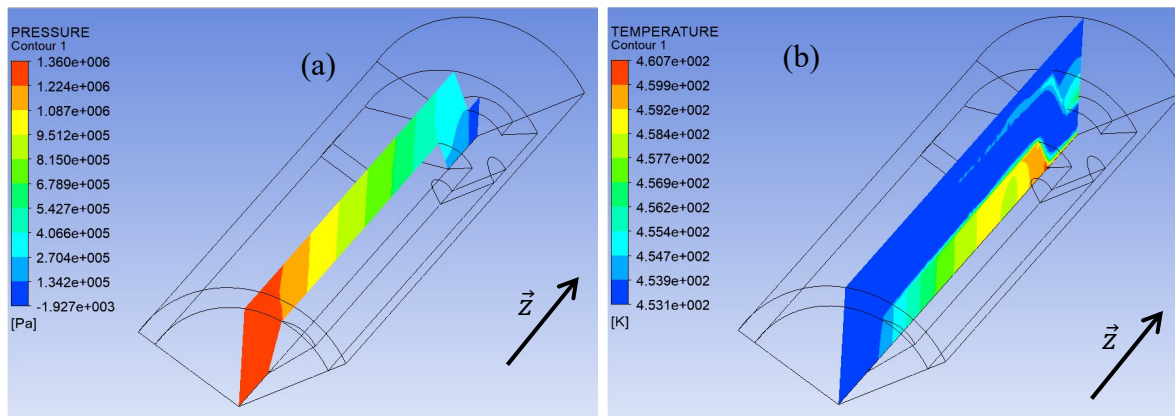 PRESSURE
Contour 1
1.360e+006
1.224e+006
1.087e+006
9.512e+005
8.150e+005
6.789e+005
5.427e+005
4.066e+005
2.704e+005
1.342e+005
-1.927e+003
[Pa]
(a)
z
TEMPERATURE
Contour 1
4.607e+002
4.599e+002
4.592e+002
4.584e+002
4.577e+002
4.569e+002
4.562e+002
4.554e+002
4.547e+002
4.539e+002
4.531e+002
[K]
(b)
z